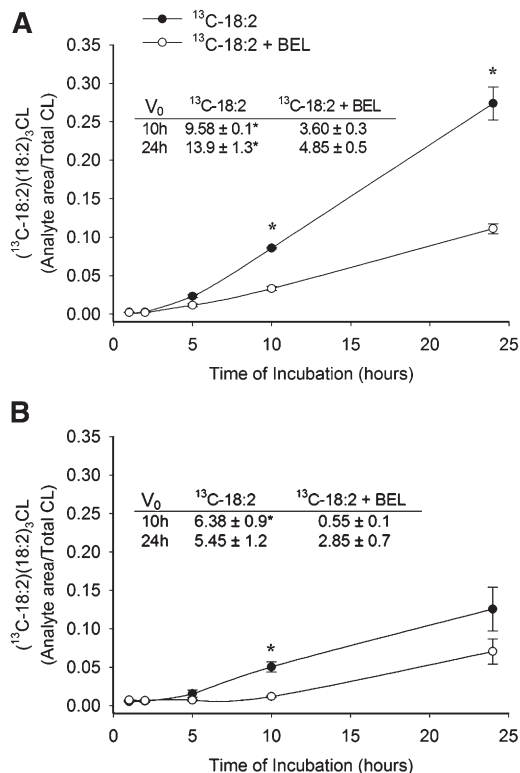 A
¹³C-18:2
¹³C-18:2 + BEL
(¹³C-18:2)(18:2)₃CL
(Analyte area/Total CL)
0.35
0.30
0.25
0.20
0.15
0.10
0.05
0.00
V₀ ¹³C-18:2 ¹³C-18:2 + BEL
10h 9.58 ± 0.1* 3.60 ± 0.3
24h 13.9 ± 1.3* 4.85 ± 0.5
*
*
0 5 10 15 20 25
Time of Incubation (hours)
B
(¹³C-18:2)(18:2)₃CL
(Analyte area/Total CL)
0.35
0.30
0.25
0.20
0.15
0.10
0.05
0.00
V₀ ¹³C-18:2 ¹³C-18:2 + BEL
10h 6.38 ± 0.9* 0.55 ± 0.1
24h 5.45 ± 1.2 2.85 ± 0.7
*
0 5 10 15 20 25
Time of Incubation (hours)